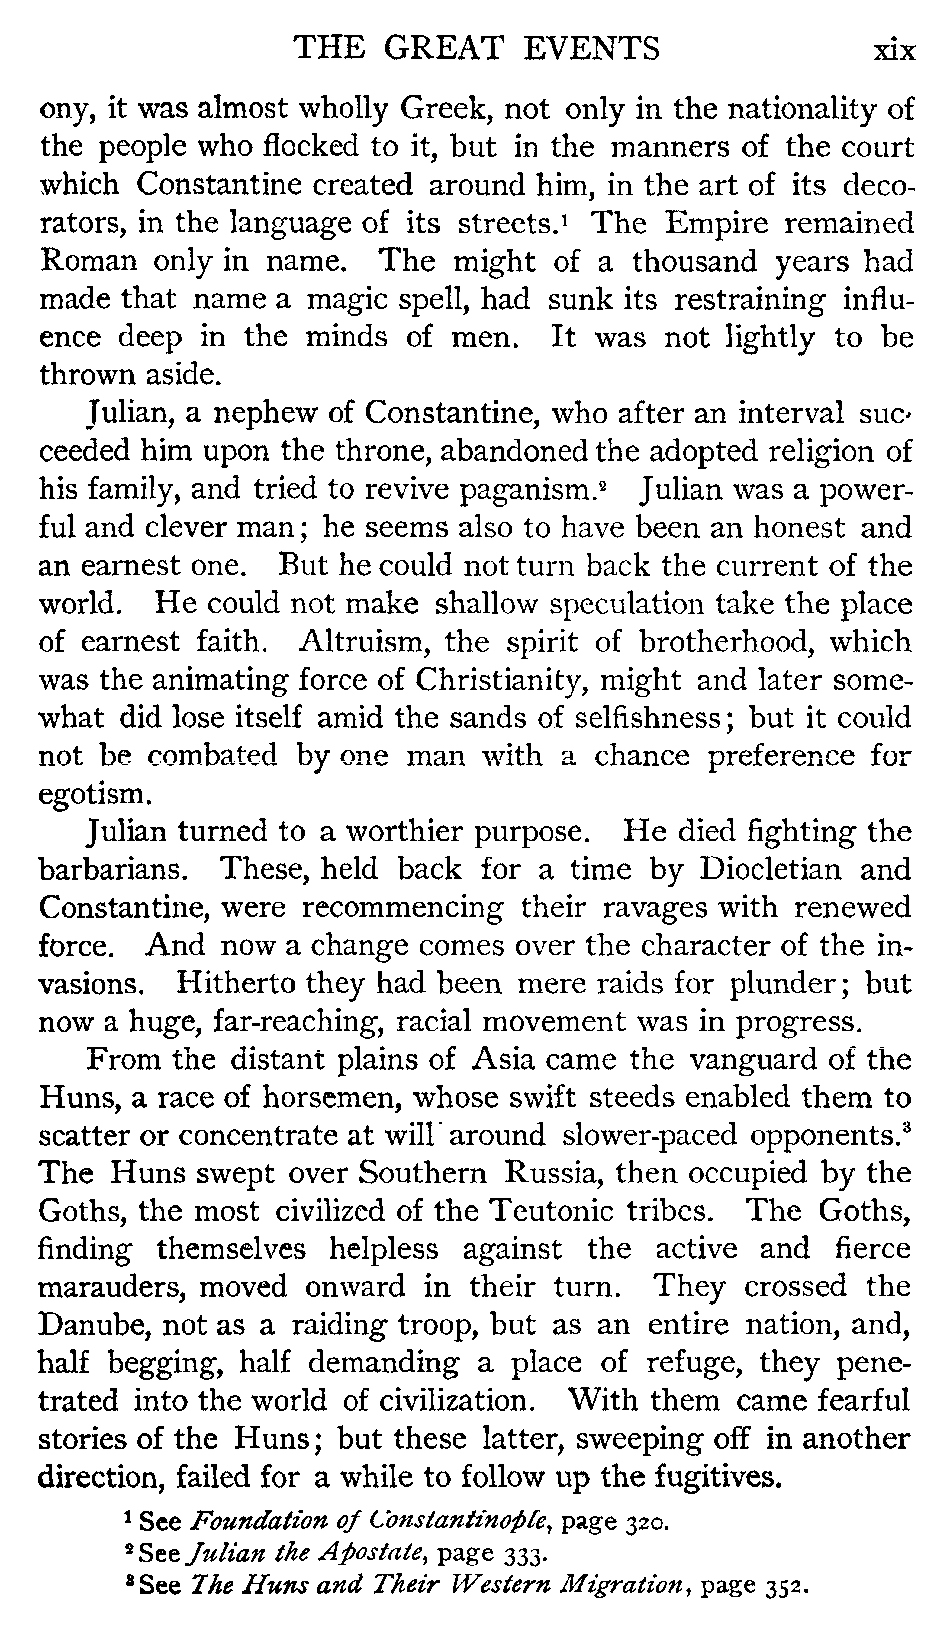 THE GREAT EVENTS xix
ony, it was almost wholly Greek, not only in the nationality of
the people who flocked to it, but in the manners of the court
which Constantine created around him, in the art of its deco-
rators, in the language of its streets.¹ The Empire remained
Roman only in name. The might of a thousand years had
made that name a magic spell, had sunk its restraining influ-
ence deep in the minds of men. It was not lightly to be
thrown aside.
Julian, a nephew of Constantine, who after an interval suc-
ceeded him upon the throne, abandoned the adopted religion of
his family, and tried to revive paganism.² Julian was a power-
ful and clever man; he seems also to have been an honest and
an earnest one. But he could not turn back the current of the
world. He could not make shallow speculation take the place
of earnest faith. Altruism, the spirit of brotherhood, which
was the animating force of Christianity, might and later some-
what did lose itself amid the sands of selfishness; but it could
not be combated by one man with a chance preference for
egotism.
Julian turned to a worthier purpose. He died fighting the
barbarians. These, held back for a time by Diocletian and
Constantine, were recommencing their ravages with renewed
force. And now a change comes over the character of the in-
vasions. Hitherto they had been mere raids for plunder; but
now a huge, far-reaching, racial movement was in progress.
From the distant plains of Asia came the vanguard of the
Huns, a race of horsemen, whose swift steeds enabled them to
scatter or concentrate at will around slower-paced opponents.³
The Huns swept over Southern Russia, then occupied by the
Goths, the most civilized of the Teutonic tribes. The Goths,
finding themselves helpless against the active and fierce
marauders, moved onward in their turn. They crossed the
Danube, not as a raiding troop, but as an entire nation, and,
half begging, half demanding a place of refuge, they pene-
trated into the world of civilization. With them came fearful
stories of the Huns; but these latter, sweeping off in another
direction, failed for a while to follow up the fugitives.
¹ See Foundation of Constantinople, page 320.
² See Julian the Apostate, page 333.
³ See The Huns and Their Western Migration, page 352.